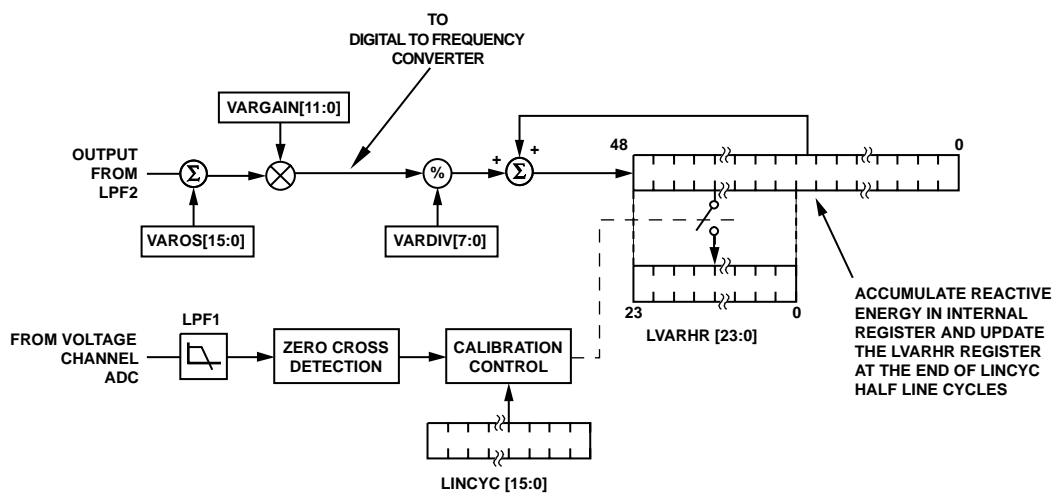 TO
DIGITAL TO FREQUENCY
CONVERTER
VARGAIN[11:0]
OUTPUT
FROM
LPF2
Σ
%
+
+
Σ
48
0
VAROS[15:0]
VARDIV[7:0]
23
0
LVARHR [23:0]
ACCUMULATE REACTIVE
ENERGY IN INTERNAL
REGISTER AND UPDATE
THE LVARHR REGISTER
AT THE END OF LINCYC
HALF LINE CYCLES
FROM VOLTAGE
CHANNEL
ADC
LPF1
ZERO CROSS
DETECTION
CALIBRATION
CONTROL
LINCYC [15:0]